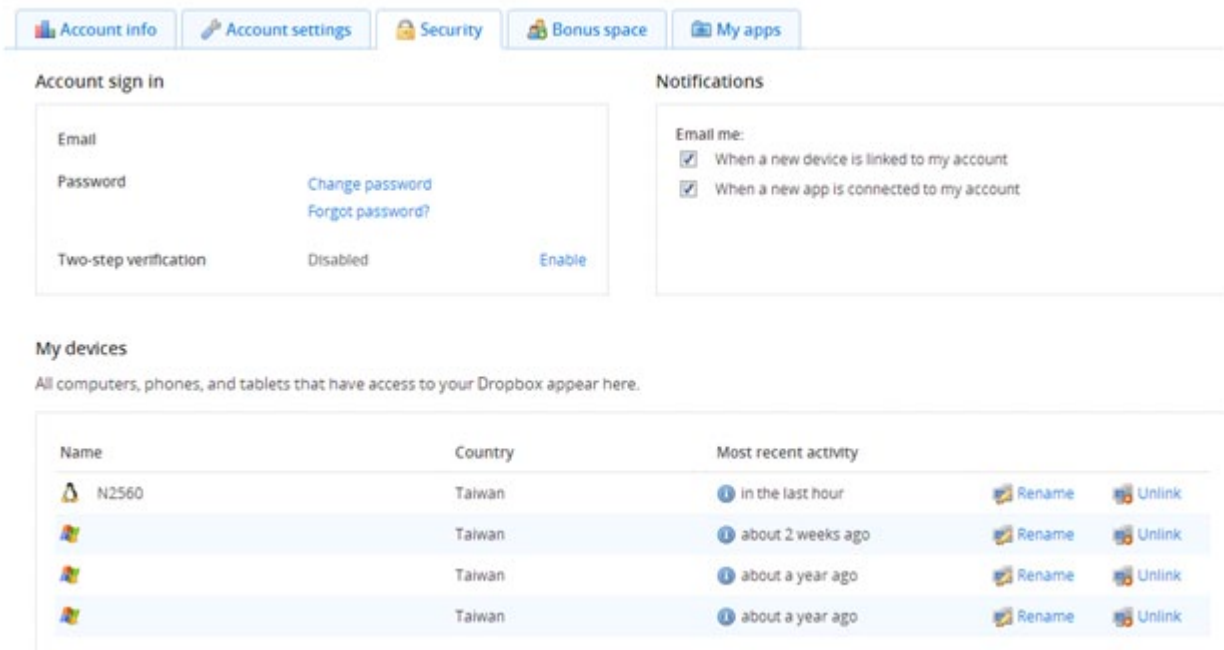 Account info Account settings Security Bonus space My apps
Account sign in
Email
Password Change password
Forgot password?
Two-step verification Disabled Enable
Notifications
Email me:
When a new device is linked to my account
When a new app is connected to my account
My devices
All computers, phones, and tablets that have access to your Dropbox appear here.
Name Country Most recent activity
N2560 Taiwan in the last hour Rename Unlink
Taiwan about 2 weeks ago Rename Unlink
Taiwan about a year ago Rename Unlink
Taiwan about a year ago Rename Unlink